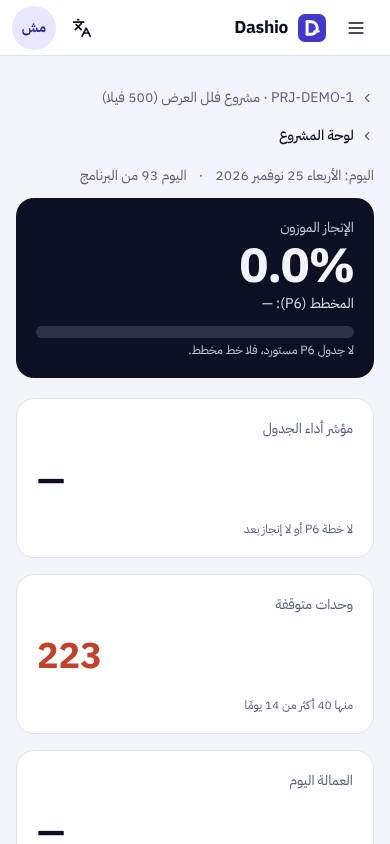 Dashio
مش
PRJ-DEMO-1 · مشروع فلل العرض (500 فيلا)
لوحة المشروع
اليوم: الأربعاء 25 نوفمبر 2026 · اليوم 93 من البرنامج
الإنجاز الموزون
0.0%
المخطط (P6): —
لا جدول P6 مستورد، فلا خط مخطط.
مؤشر أداء الجدول
—
لا خطة P6 أو لا إنجاز بعد
وحدات متوقفة
223
منها 40 أكثر من 14 يومًا
العمالة اليوم
—